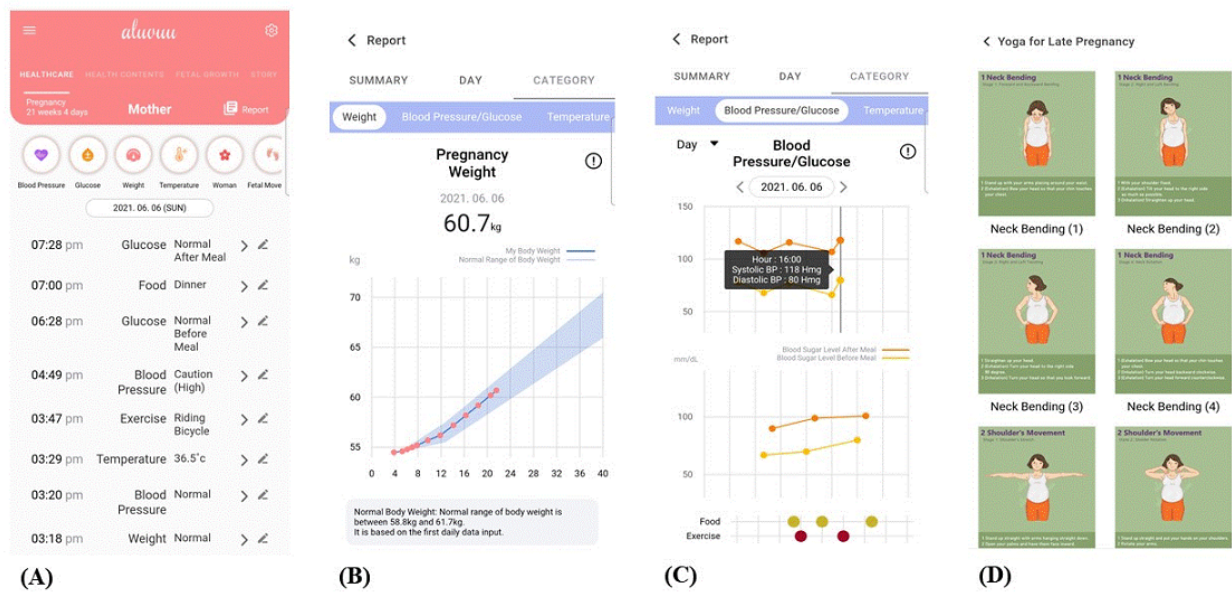 aluvuu
HEALTHCARE HEALTH CONTENTS FETAL GROWTH STORY
Pregnancy
21 weeks 4 days
Mother
Report
Blood Pressure Glucose Weight Temperature Woman Fetal Move
2021. 06. 06 (SUN)
07:28 pm Glucose Normal
After Meal
07:00 pm Food Dinner
06:28 pm Glucose Normal
Before
Meal
04:49 pm Blood Caution
Pressure (High)
03:47 pm Exercise Riding
Bicycle
03:29 pm Temperature 36.5°c
03:20 pm Blood Normal
Pressure
03:18 pm Weight Normal
(A)
Report
SUMMARY DAY CATEGORY
Weight Blood Pressure/Glucose Temperature
Pregnancy
Weight
2021. 06. 06
60.7kg
My Body Weight
Normal Range of Body Weight
kg
70
65
60
55
0 4 8 12 16 20 24 28 32 36 40
Normal Body Weight: Normal range of body weight is
between 58.8kg and 61.7kg.
It is based on the first daily data input.
(B)
Report
SUMMARY DAY CATEGORY
Weight Blood Pressure/Glucose Temperature
Day
Blood
Pressure/Glucose
2021. 06. 06
150
100
50
Hour : 16:00
Systolic BP : 118 Hmg
Diastolic BP : 80 Hmg
Blood Sugar Level After Meal
Blood Sugar Level Before Meal
mm/dL
100
50
Food
Exercise
(C)
Yoga for Late Pregnancy
1 Neck Bending
Neck Bending (1)
1 Neck Bending
Neck Bending (2)
1 Neck Bending
Neck Bending (3)
1 Neck Bending
Neck Bending (4)
2 Shoulder's Movement
2 Shoulder's Movement
(D)